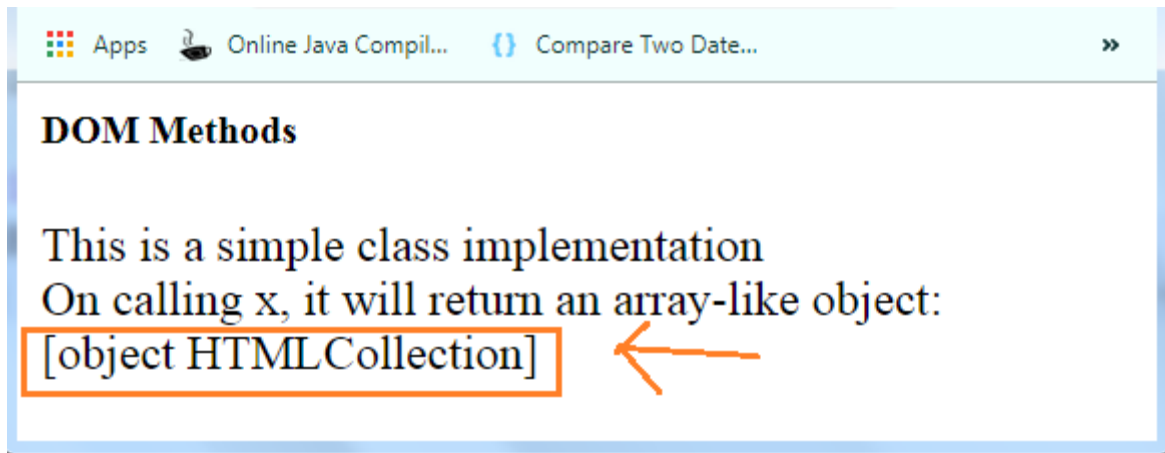 Apps Online Java Compil... {} Compare Two Date... »
DOM Methods
This is a simple class implementation
On calling x, it will return an array-like object:
[object HTMLCollection]